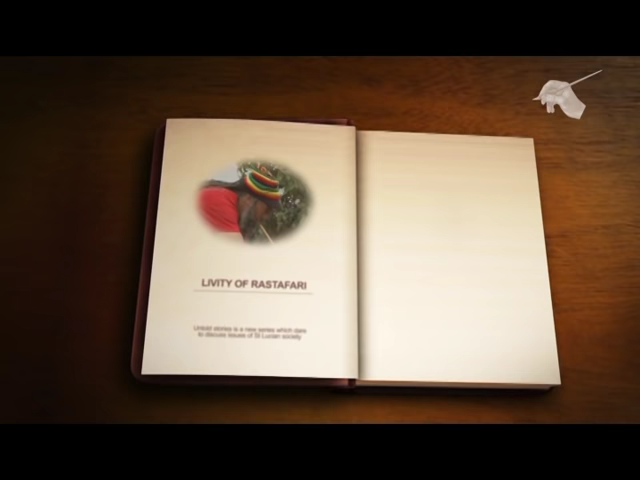 LIVITY OF RASTAFARI
Untold stories is a new series which dare
to discuss issues of St Lucian society